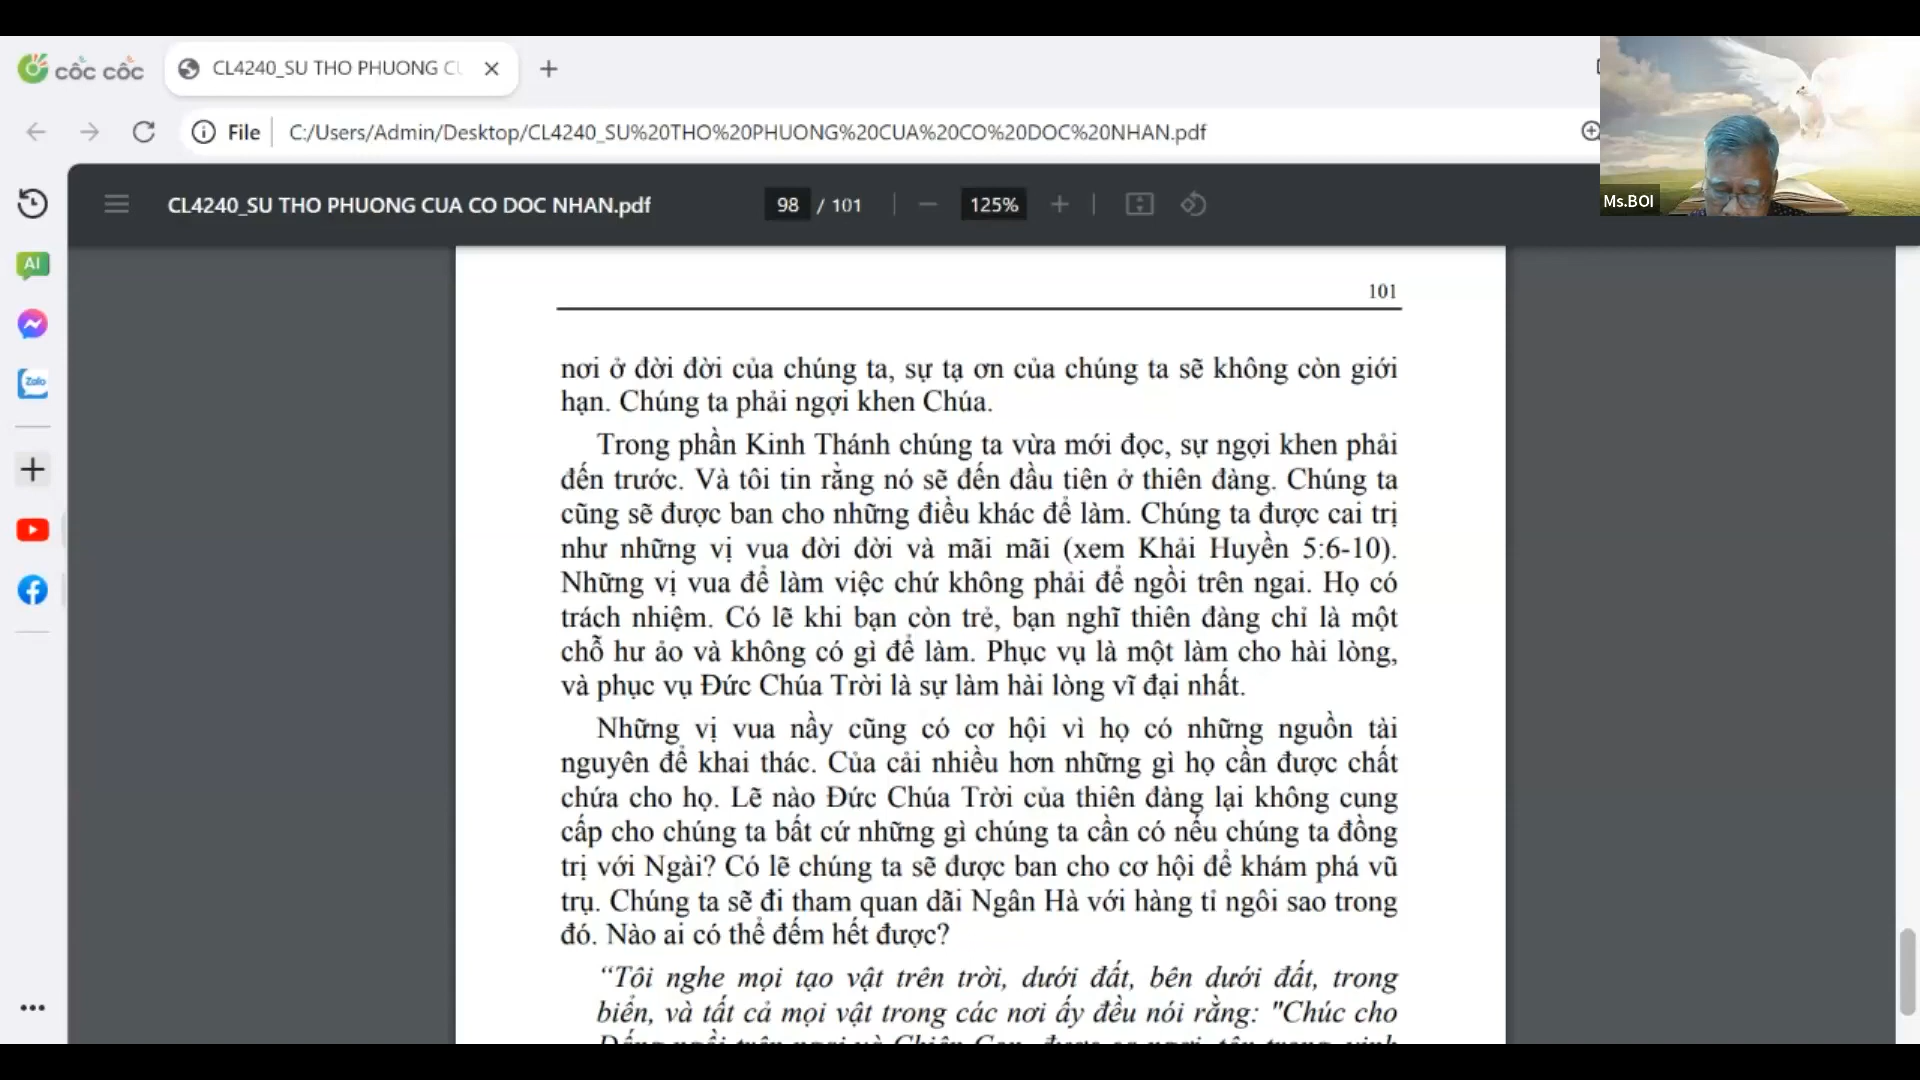 cốc cốc
CL4240_SU THO PHUONG CU
File
C:/Users/Admin/Desktop/CL4240_SU%20THO%20PHUONG%20CUA%20CO%20DOC%20NHAN.pdf
Ms.BOI
AI
CL4240_SU THO PHUONG CUA CO DOC NHAN.pdf
98 / 101
125%
Zalo
101
nơi ở đời đời của chúng ta, sự tạ ơn của chúng ta sẽ không còn giới
hạn. Chúng ta phải ngợi khen Chúa.
Trong phần Kinh Thánh chúng ta vừa mới đọc, sự ngợi khen phải
đến trước. Và tôi tin rằng nó sẽ đến đầu tiên ở thiên đàng. Chúng ta
cũng sẽ được ban cho những điều khác để làm. Chúng ta được cai trị
như những vị vua đời đời và mãi mãi (xem Khải Huyền 5:6-10).
Những vị vua để làm việc chứ không phải để ngồi trên ngai. Họ có
trách nhiệm. Có lẽ khi bạn còn trẻ, bạn nghĩ thiên đàng chỉ là một
chỗ hư ảo và không có gì để làm. Phục vụ là một làm cho hài lòng,
và phục vụ Đức Chúa Trời là sự làm hài lòng vĩ đại nhất.
Những vị vua nầy cũng có cơ hội vì họ có những nguồn tài
nguyên để khai thác. Của cải nhiều hơn những gì họ cần được chất
chứa cho họ. Lẽ nào Đức Chúa Trời của thiên đàng lại không cung
cấp cho chúng ta bất cứ những gì chúng ta cần có nếu chúng ta đồng
trị với Ngài? Có lẽ chúng ta sẽ được ban cho cơ hội để khám phá vũ
trụ. Chúng ta sẽ đi tham quan dãi Ngân Hà với hàng tỉ ngôi sao trong
đó. Nào ai có thể đếm hết được?
“Tôi nghe mọi tạo vật trên trời, dưới đất, bên dưới đất, trong
biển, và tất cả mọi vật trong các nơi ấy đều nói rằng: "Chúc cho